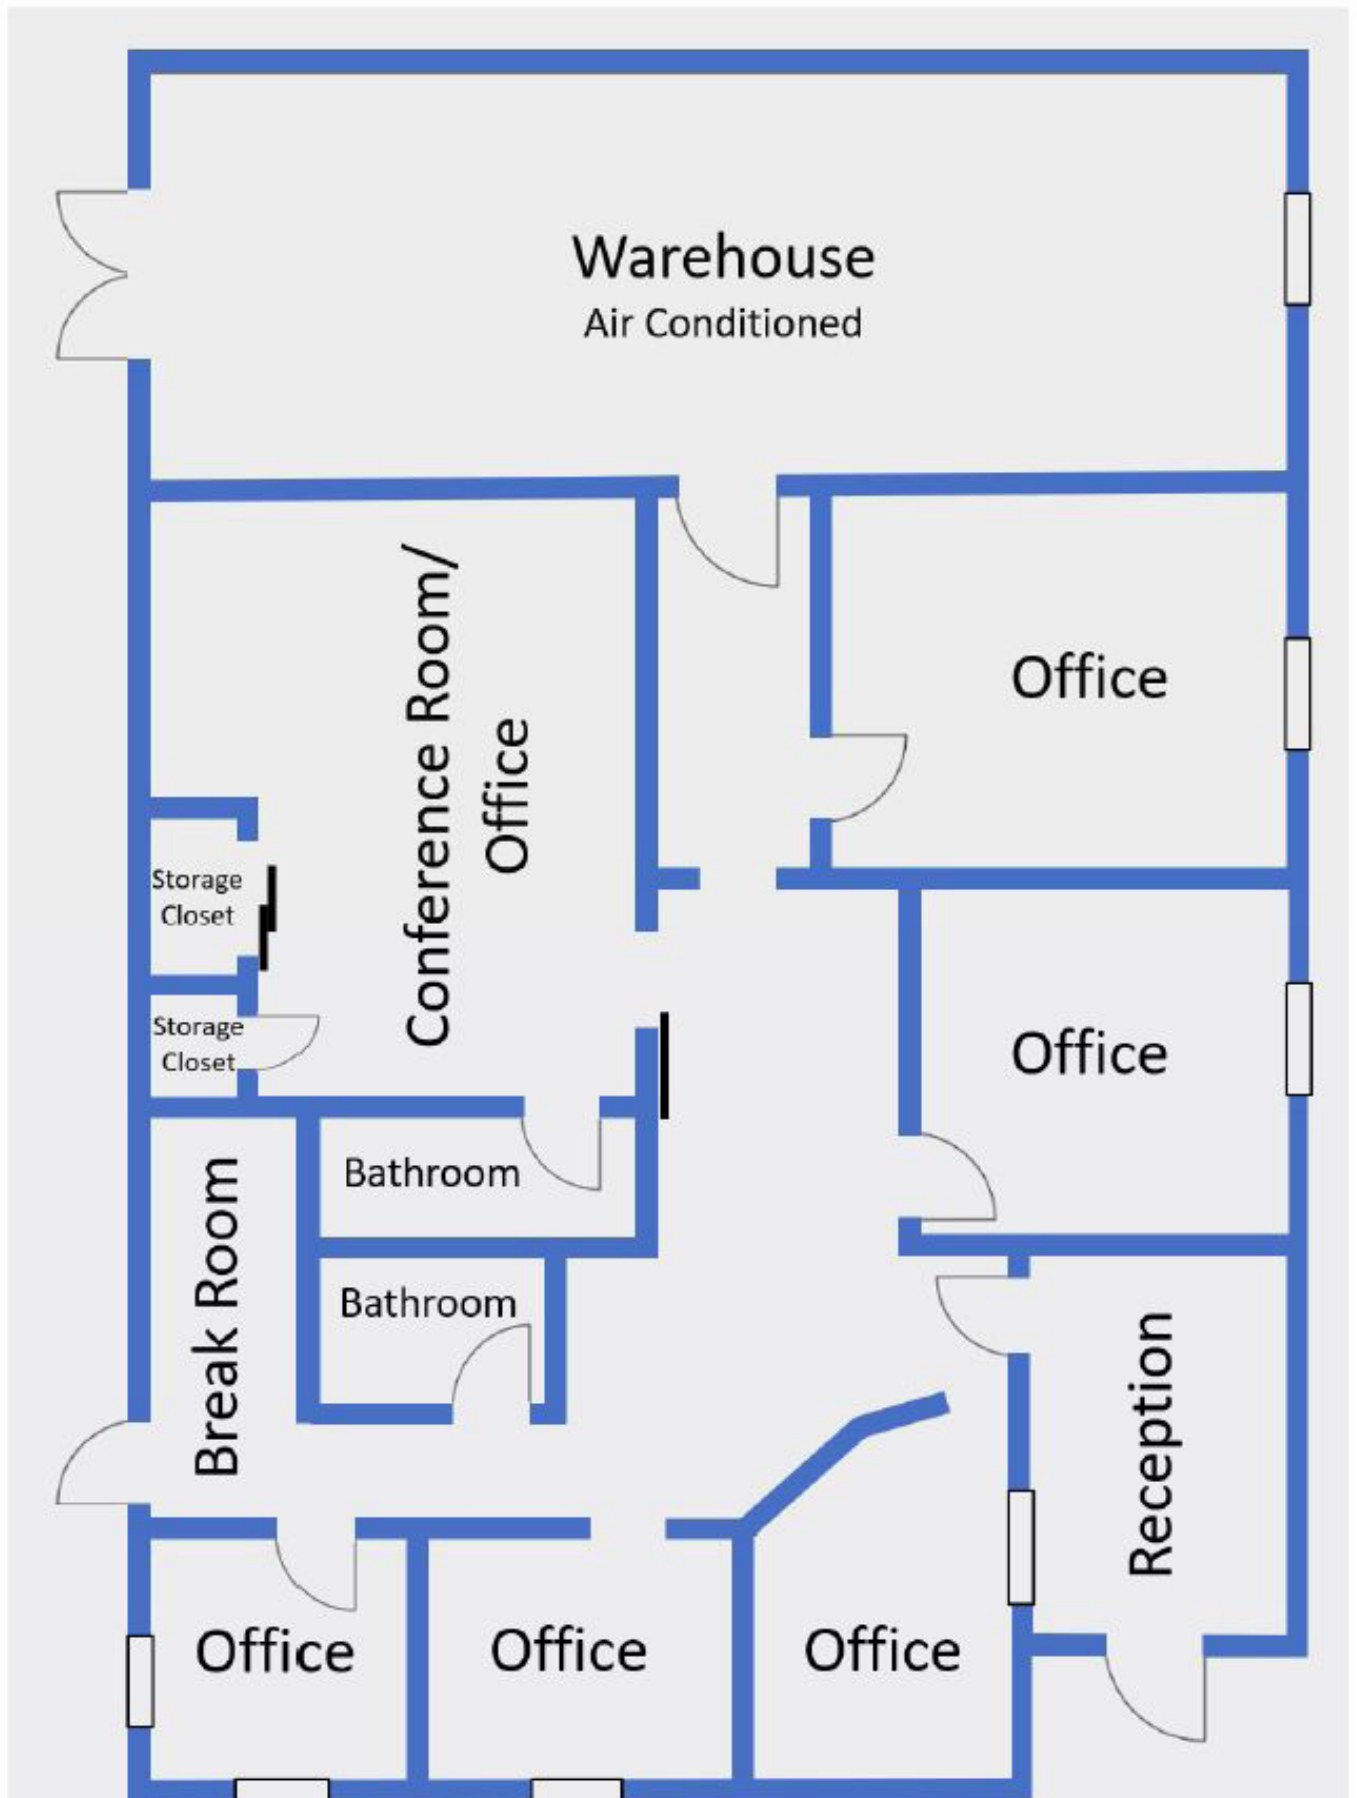 Warehouse
Air Conditioned
Conference Room/
Office
Office
Storage
Closet
Storage
Closet
Office
Bathroom
Bathroom
Break Room
Reception
Office
Office
Office